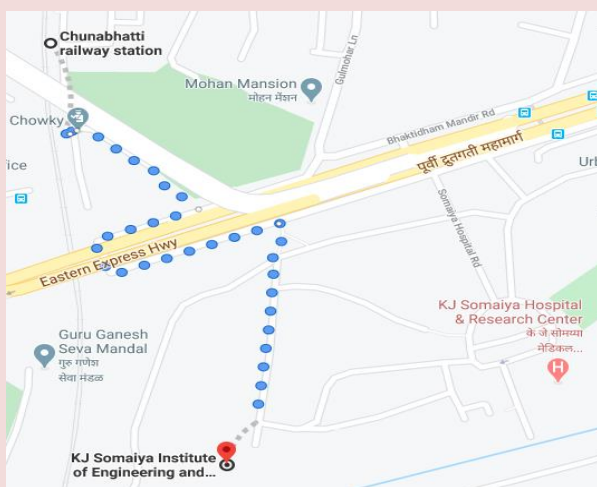 Chunabhatti
railway station
Mohan Mansion
मोहन मेंशन
Gulmohar Ln
Chowky
Bhaktidham Mandir Rd
पूर्वी द्रुतगती महामार्ग
fice
Urb
Somaiya Hospital Rd
Eastern Express Hwy
KJ Somaiya Hospital
& Research Center
के जे सोमय्या
मेडिकल...
H
Guru Ganesh
Seva Mandal
गुरु गणेश
सेवा मंडळ
KJ Somaiya Institute
of Engineering and...